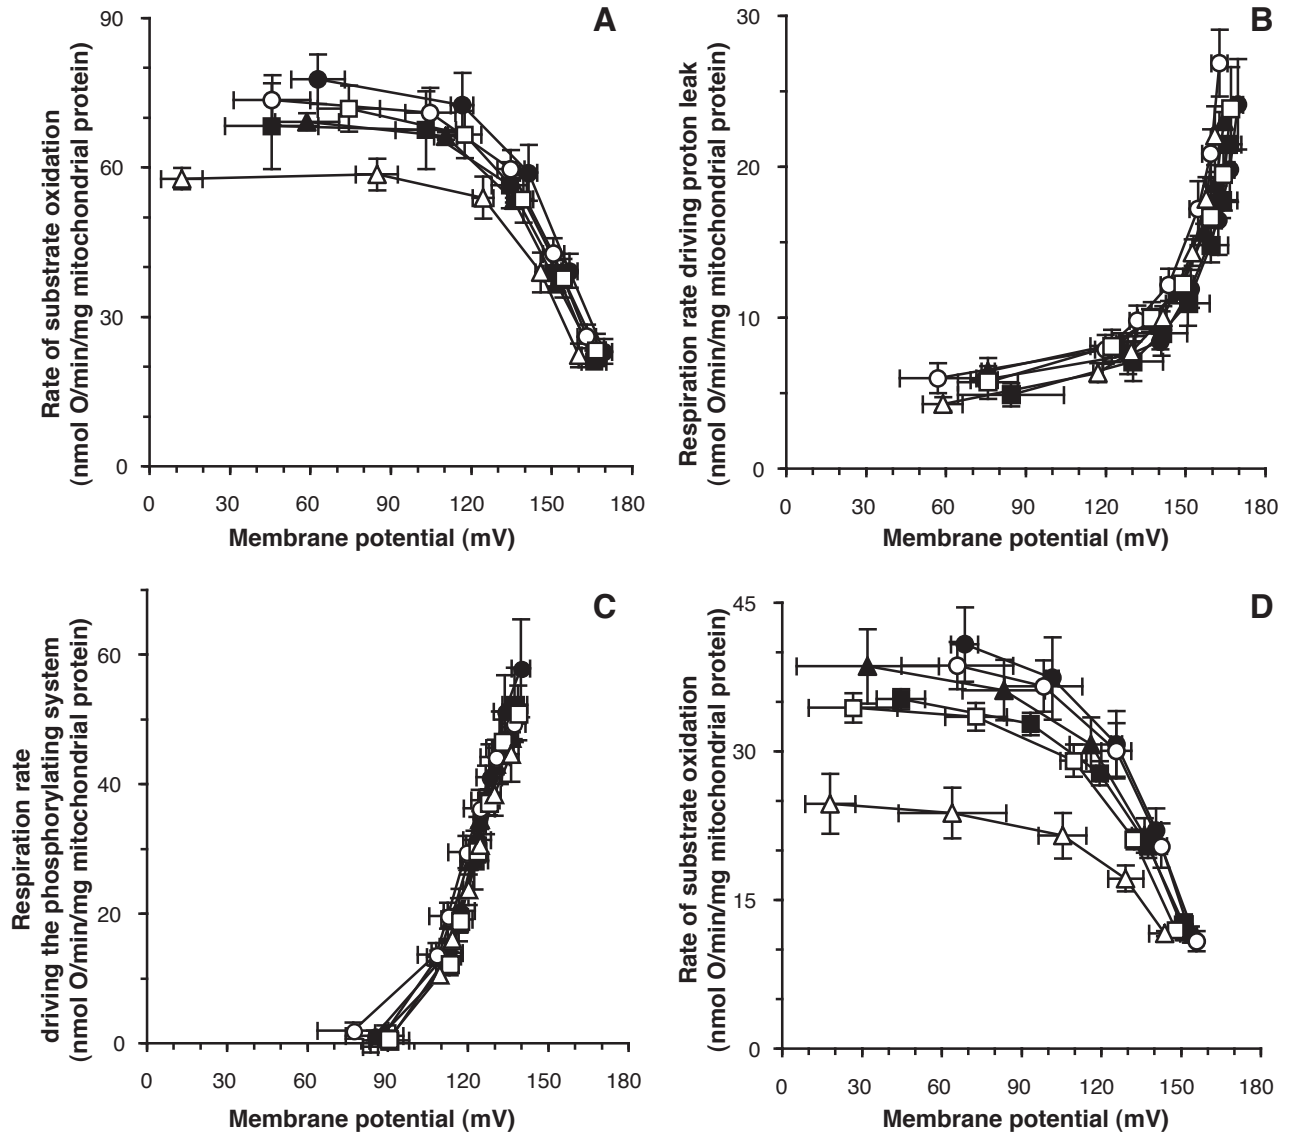 A
Rate of substrate oxidation
(nmol O/min/mg mitochondrial protein)
90
60
30
0
0 30 60 90 120 150 180
Membrane potential (mV)
B
Respiration rate driving proton leak
(nmol O/min/mg mitochondrial protein)
30
20
10
0
0 30 60 90 120 150 180
Membrane potential (mV)
C
Respiration rate
driving the phosphorylating system
(nmol O/min/mg mitochondrial protein)
60
40
20
0
0 30 60 90 120 150 180
Membrane potential (mV)
D
Rate of substrate oxidation
(nmol O/min/mg mitochondrial protein)
45
30
15
0
0 30 60 90 120 150 180
Membrane potential (mV)